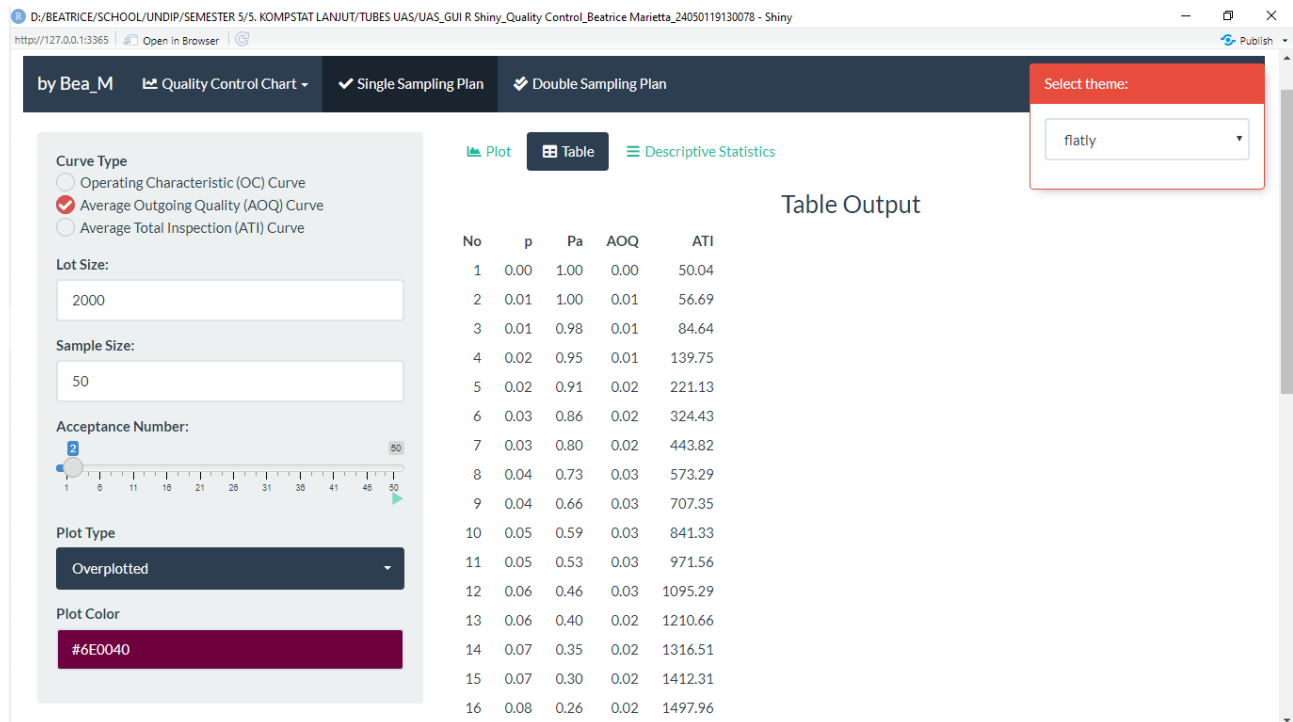 D:/BEATRICE/SCHOOL/UNDIP/SEMESTER 5/5. KOMPSTAT LANJUT/TUBES UAS/UAS_GUI R Shiny_Quality Control_Beatrice Marietta_24050119130078 - Shiny
http://127.0.0.1:3365 Open in Browser Publish
by Bea_M Quality Control Chart Single Sampling Plan Double Sampling Plan
Select theme:
flatly
Curve Type
Operating Characteristic (OC) Curve
Average Outgoing Quality (AOQ) Curve
Average Total Inspection (ATI) Curve
Lot Size:
2000
Sample Size:
50
Acceptance Number:
2 50
1 6 11 16 21 26 31 36 41 46 50
Plot Type
Overplotted
Plot Color
#6E0040
Plot Table Descriptive Statistics
Table Output
No p Pa AOQ ATI
1 0.00 1.00 0.00 50.04
2 0.01 1.00 0.01 56.69
3 0.01 0.98 0.01 84.64
4 0.02 0.95 0.01 139.75
5 0.02 0.91 0.02 221.13
6 0.03 0.86 0.02 324.43
7 0.03 0.80 0.02 443.82
8 0.04 0.73 0.03 573.29
9 0.04 0.66 0.03 707.35
10 0.05 0.59 0.03 841.33
11 0.05 0.53 0.03 971.56
12 0.06 0.46 0.03 1095.29
13 0.06 0.40 0.02 1210.66
14 0.07 0.35 0.02 1316.51
15 0.07 0.30 0.02 1412.31
16 0.08 0.26 0.02 1497.96